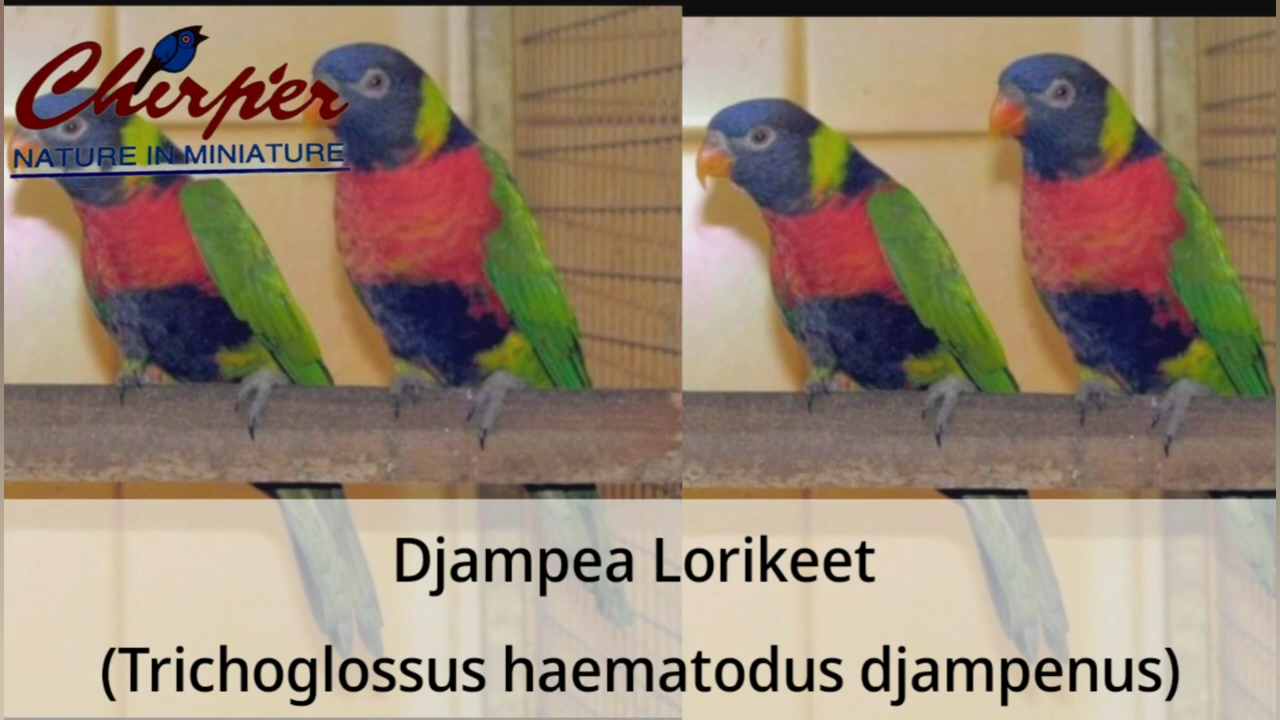 Chirper
NATURE IN MINIATURE
Djampea Lorikeet
(Trichoglossus haematodus djampenus)